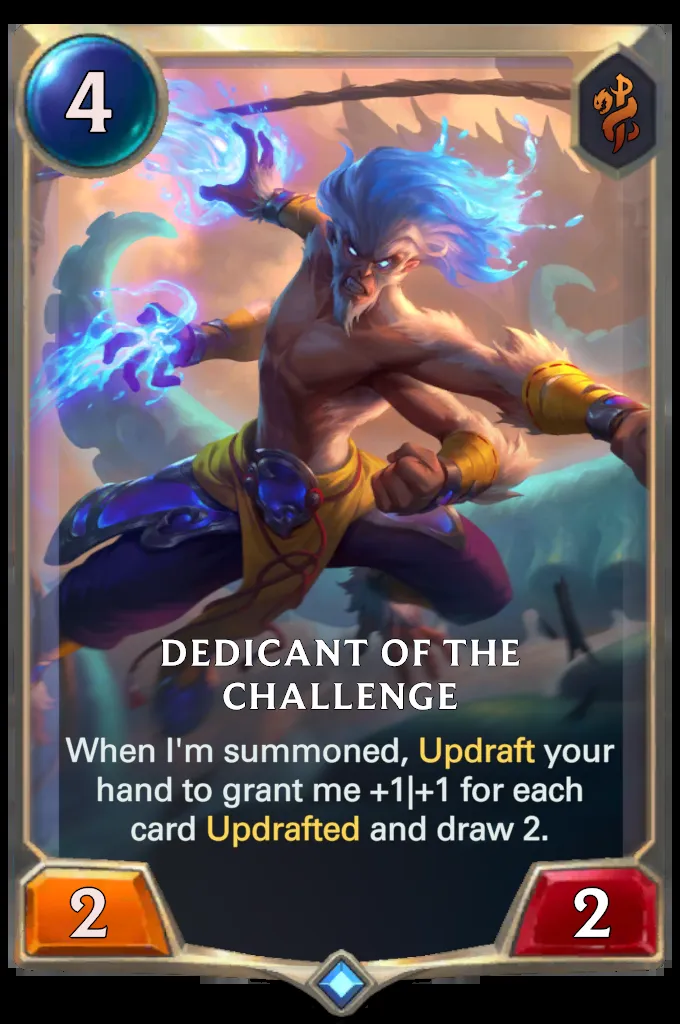 4
DEDICANT OF THE
CHALLENGE
When I'm summoned, Updraft your
hand to grant me +1|+1 for each
card Updrafted and draw 2.
2
2